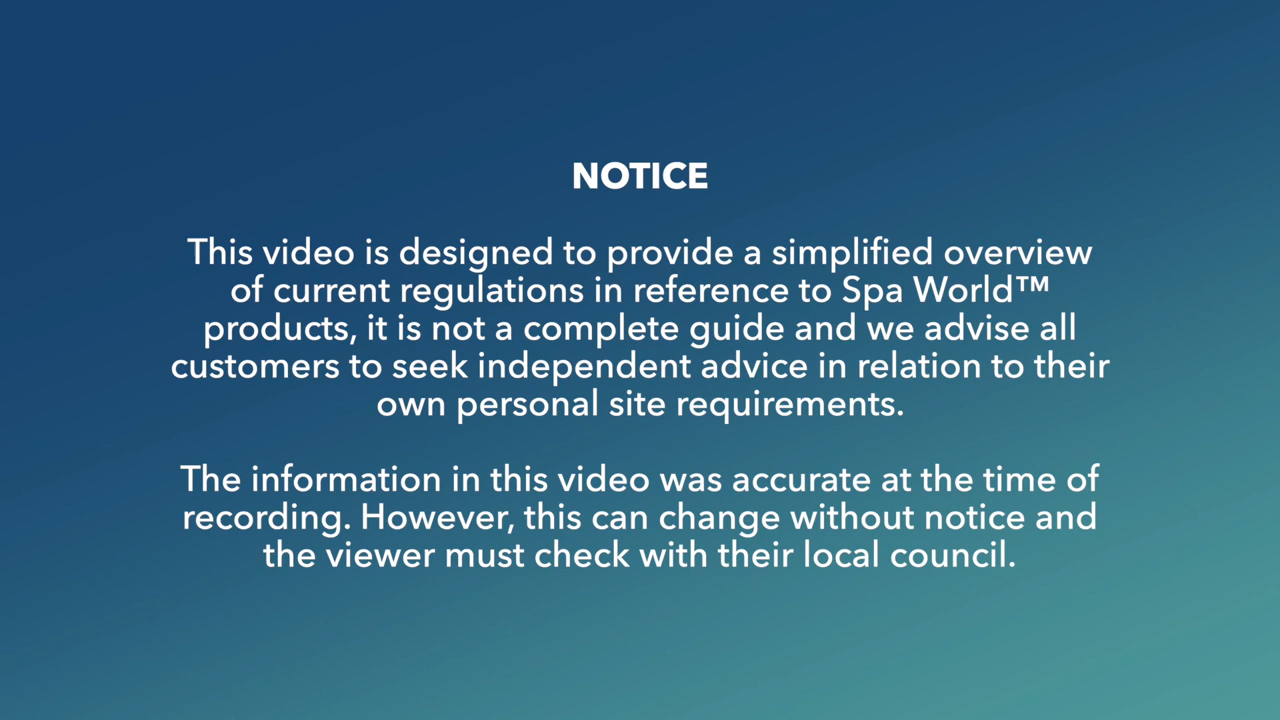 NOTICE
This video is designed to provide a simplified overview
of current regulations in reference to Spa World™
products, it is not a complete guide and we advise all
customers to seek independent advice in relation to their
own personal site requirements.
The information in this video was accurate at the time of
recording. However, this can change without notice and
the viewer must check with their local council.